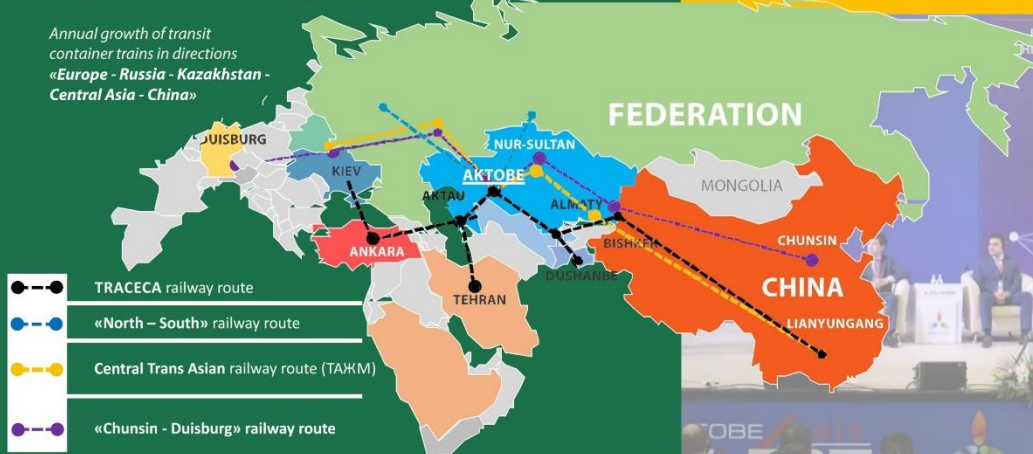 Annual growth of transit
container trains in directions
«Europe - Russia - Kazakhstan -
Central Asia - China»
FEDERATION
DUISBURG
KIEV
NUR-SULTAN
AKTOBE
AKTAU
ALMATY
MONGOLIA
ANKARA
BISHKEK
DUSHANBE
CHUNSIN
TEHRAN
CHINA
LIANYUNGANG
TRACECA railway route
«North – South» railway route
Central Trans Asian railway route (ТАЖМ)
«Chunsin - Duisburg» railway route